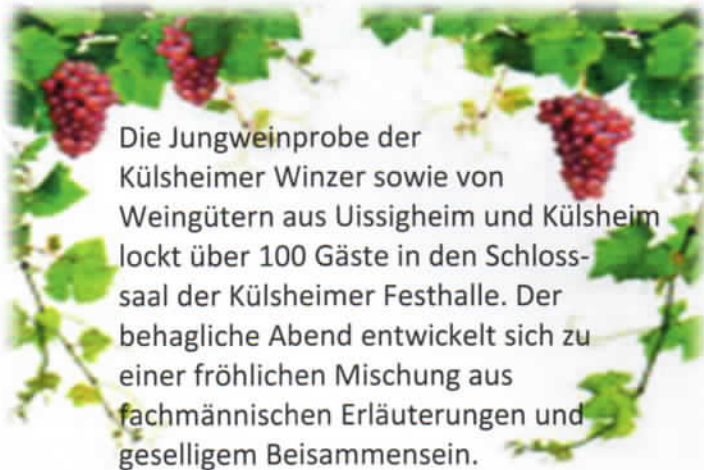 Die Jungweinprobe der
Külsheimer Winzer sowie von
Weingütern aus Uissigheim und Külsheim
lockt über 100 Gäste in den Schloss-
saal der Külsheimer Festhalle. Der
behagliche Abend entwickelt sich zu
einer fröhlichen Mischung aus
fachmännischen Erläuterungen und
geselligem Beisammensein.